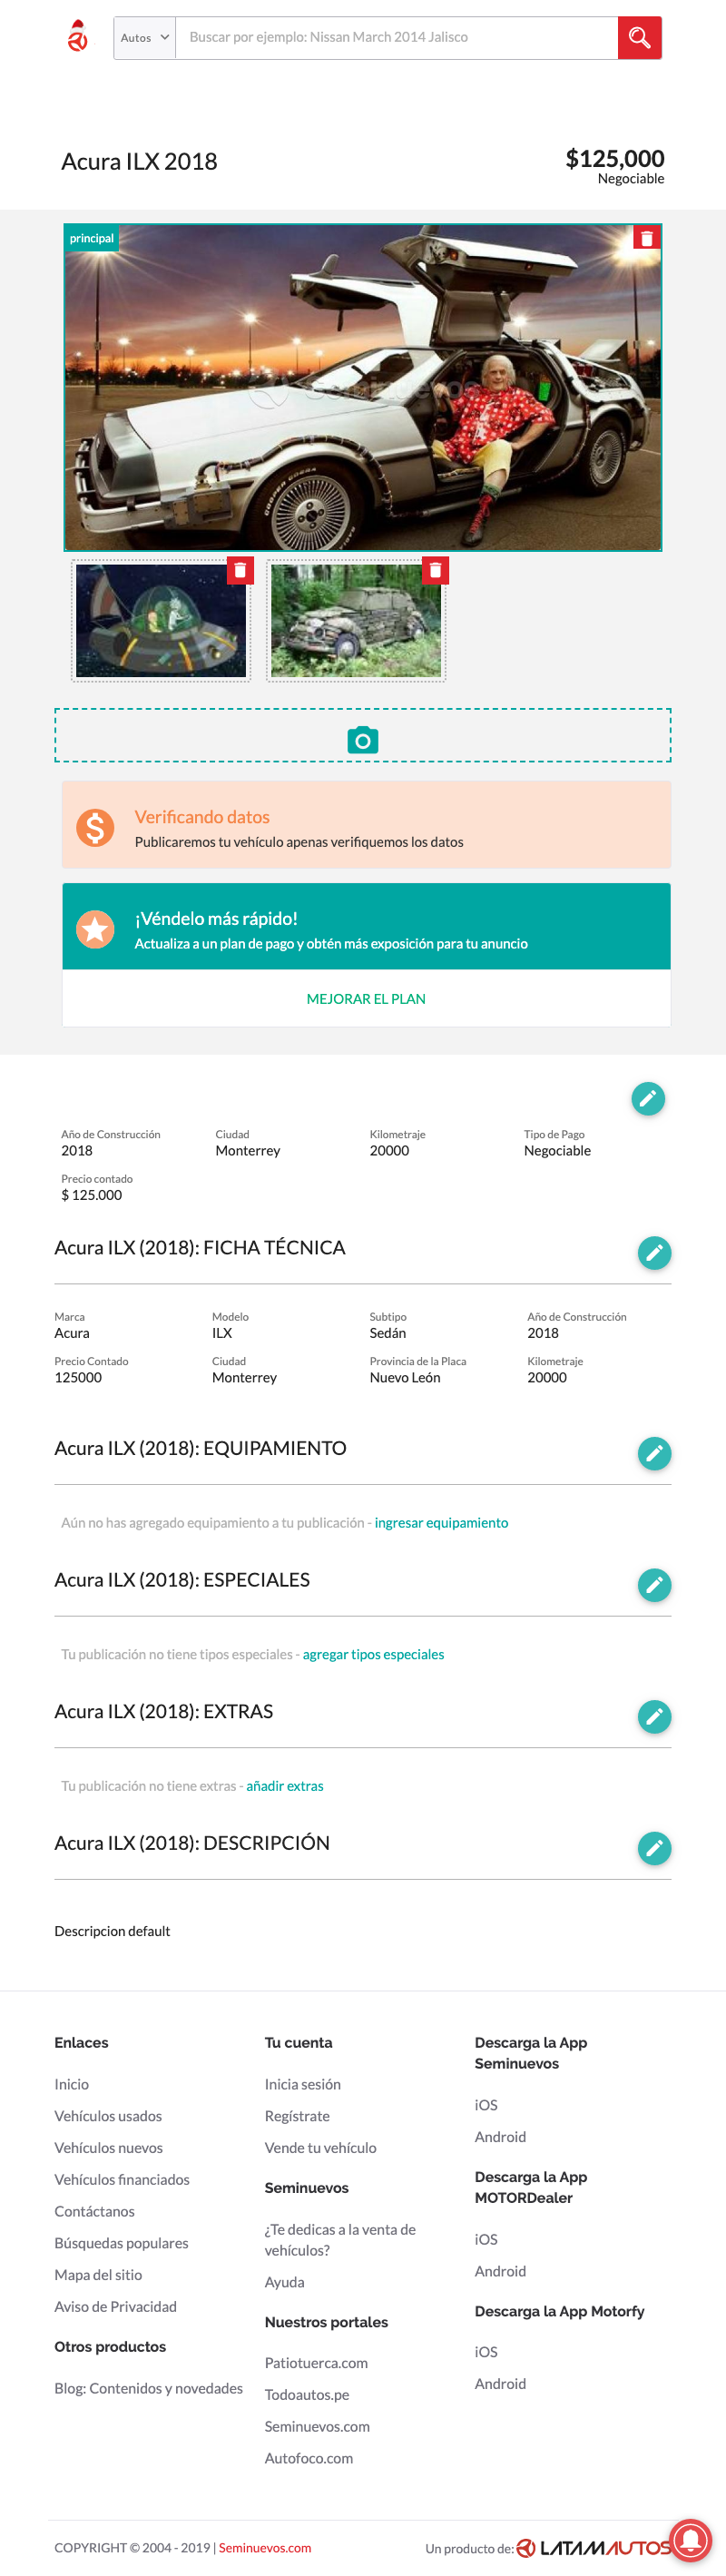 Autos
Buscar por ejemplo: Nissan March 2014 Jalisco
Acura ILX 2018
$125,000
Negociable
principal
Seminuevos
COOPER COBRA
Verificando datos
Publicaremos tu vehículo apenas verifiquemos los datos
¡Véndelo más rápido!
Actualiza a un plan de pago y obtén más exposición para tu anuncio
MEJORAR EL PLAN
Año de Construcción
2018
Ciudad
Monterrey
Kilometraje
20000
Tipo de Pago
Negociable
Precio contado
$ 125.000
Acura ILX (2018): FICHA TÉCNICA
Marca
Acura
Modelo
ILX
Subtipo
Sedán
Año de Construcción
2018
Precio Contado
125000
Ciudad
Monterrey
Provincia de la Placa
Nuevo León
Kilometraje
20000
Acura ILX (2018): EQUIPAMIENTO
Aún no has agregado equipamiento a tu publicación - ingresar equipamiento
Acura ILX (2018): ESPECIALES
Tu publicación no tiene tipos especiales - agregar tipos especiales
Acura ILX (2018): EXTRAS
Tu publicación no tiene extras - añadir extras
Acura ILX (2018): DESCRIPCIÓN
Descripcion default
Enlaces
Inicio
Vehículos usados
Vehículos nuevos
Vehículos financiados
Contáctanos
Búsquedas populares
Mapa del sitio
Aviso de Privacidad
Otros productos
Blog: Contenidos y novedades
Tu cuenta
Inicia sesión
Regístrate
Vende tu vehículo
Seminuevos
¿Te dedicas a la venta de
vehículos?
Ayuda
Nuestros portales
Patiotuerca.com
Todoautos.pe
Seminuevos.com
Autofoco.com
Descarga la App
Seminuevos
iOS
Android
Descarga la App
MOTORDealer
iOS
Android
Descarga la App Motorfy
iOS
Android
COPYRIGHT © 2004 - 2019 | Seminuevos.com
Un producto de: LATAMAUTOS